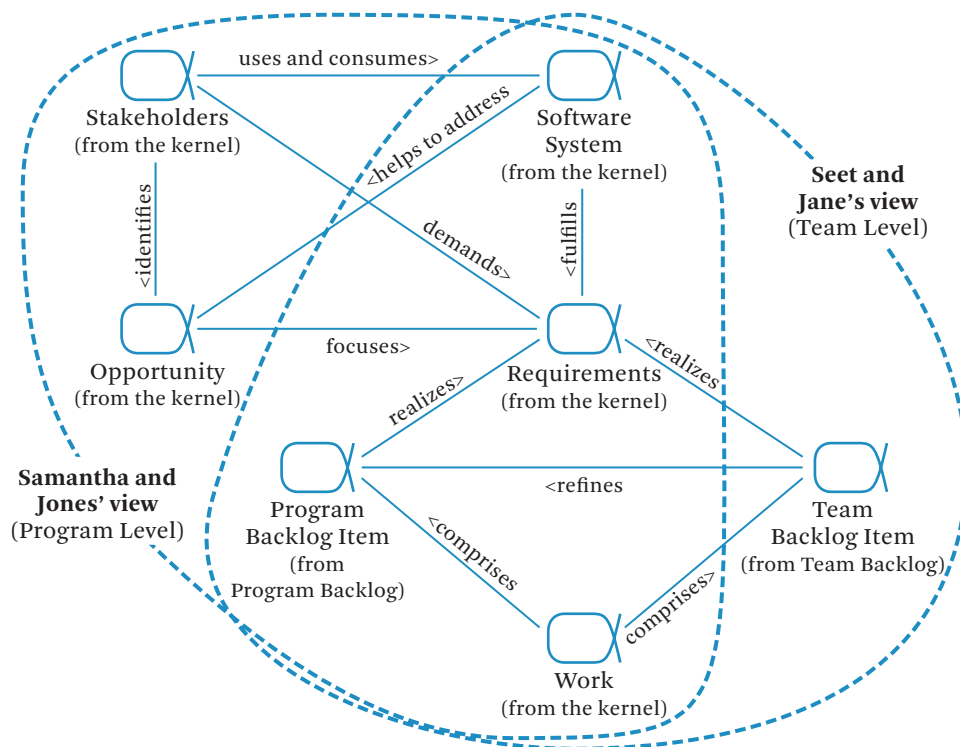 uses and consumes>
Stakeholders
(from the kernel)
Software
System
(from the kernel)
<helps to address
Seet and
Jane's view
(Team Level)
<identifies
demands>
<fulfills
Opportunity
(from the kernel)
focuses>
Requirements
(from the kernel)
<realizes
realizes>
Samantha and
Jones' view
(Program Level)
<refines
Program
Backlog Item
(from
Program Backlog)
<comprises
Team
Backlog Item
(from Team Backlog)
comprises>
Work
(from the kernel)